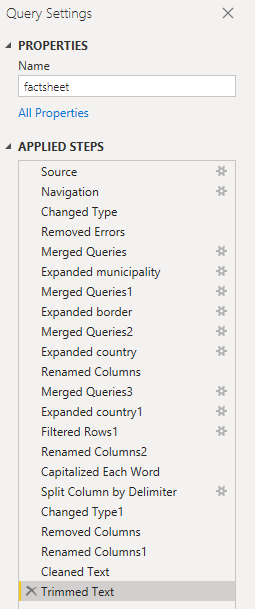 Query Settings
PROPERTIES
Name
factsheet
All Properties
APPLIED STEPS
Source
Navigation
Changed Type
Removed Errors
Merged Queries
Expanded municipality
Merged Queries1
Expanded border
Merged Queries2
Expanded country
Renamed Columns
Merged Queries3
Expanded country1
Filtered Rows1
Renamed Columns2
Capitalized Each Word
Split Column by Delimiter
Changed Type1
Removed Columns
Renamed Columns1
Cleaned Text
Trimmed Text